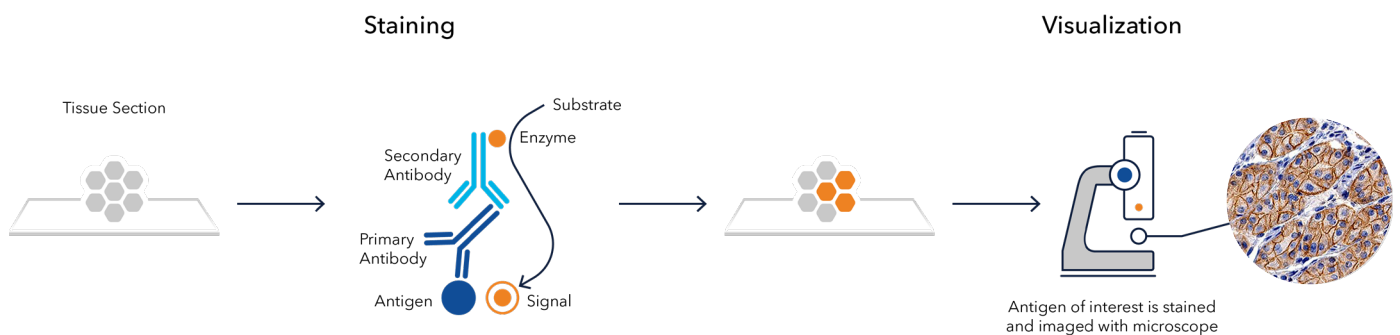 Staining
Visualization
Tissue Section
Substrate
Enzyme
Secondary
Antibody
Primary
Antibody
Antigen
Signal
Antigen of interest is stained
and imaged with microscope